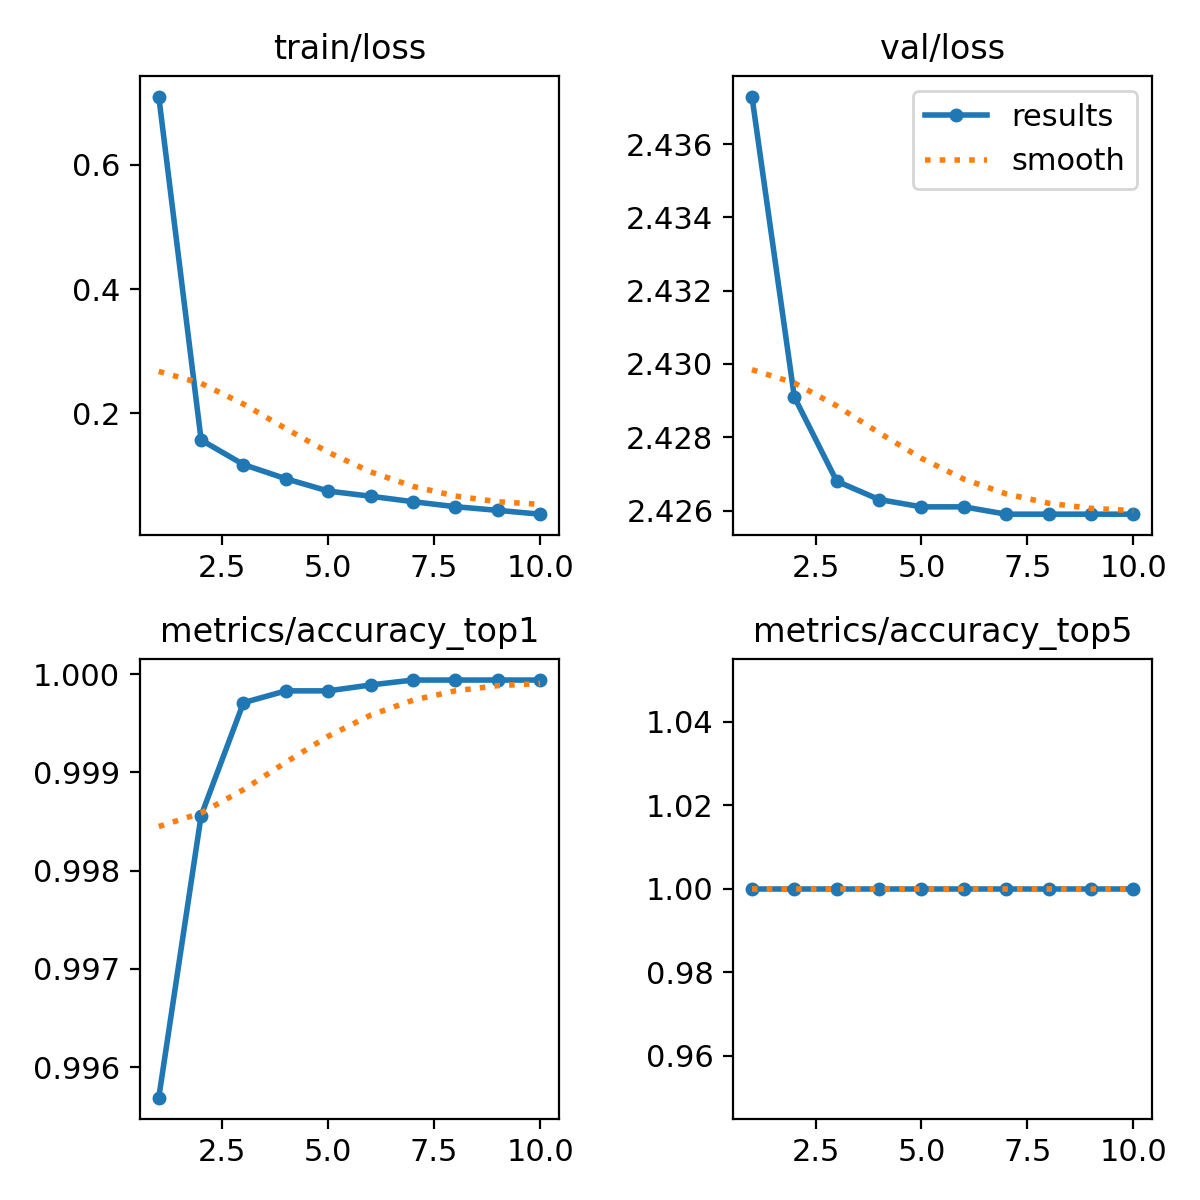 train/loss
0.6
0.4
0.2
2.5 5.0 7.5 10.0
val/loss
results
smooth
2.436
2.434
2.432
2.430
2.428
2.426
2.5 5.0 7.5 10.0
metrics/accuracy_top1
1.000
0.999
0.998
0.997
0.996
2.5 5.0 7.5 10.0
metrics/accuracy_top5
1.04
1.02
1.00
0.98
0.96
2.5 5.0 7.5 10.0